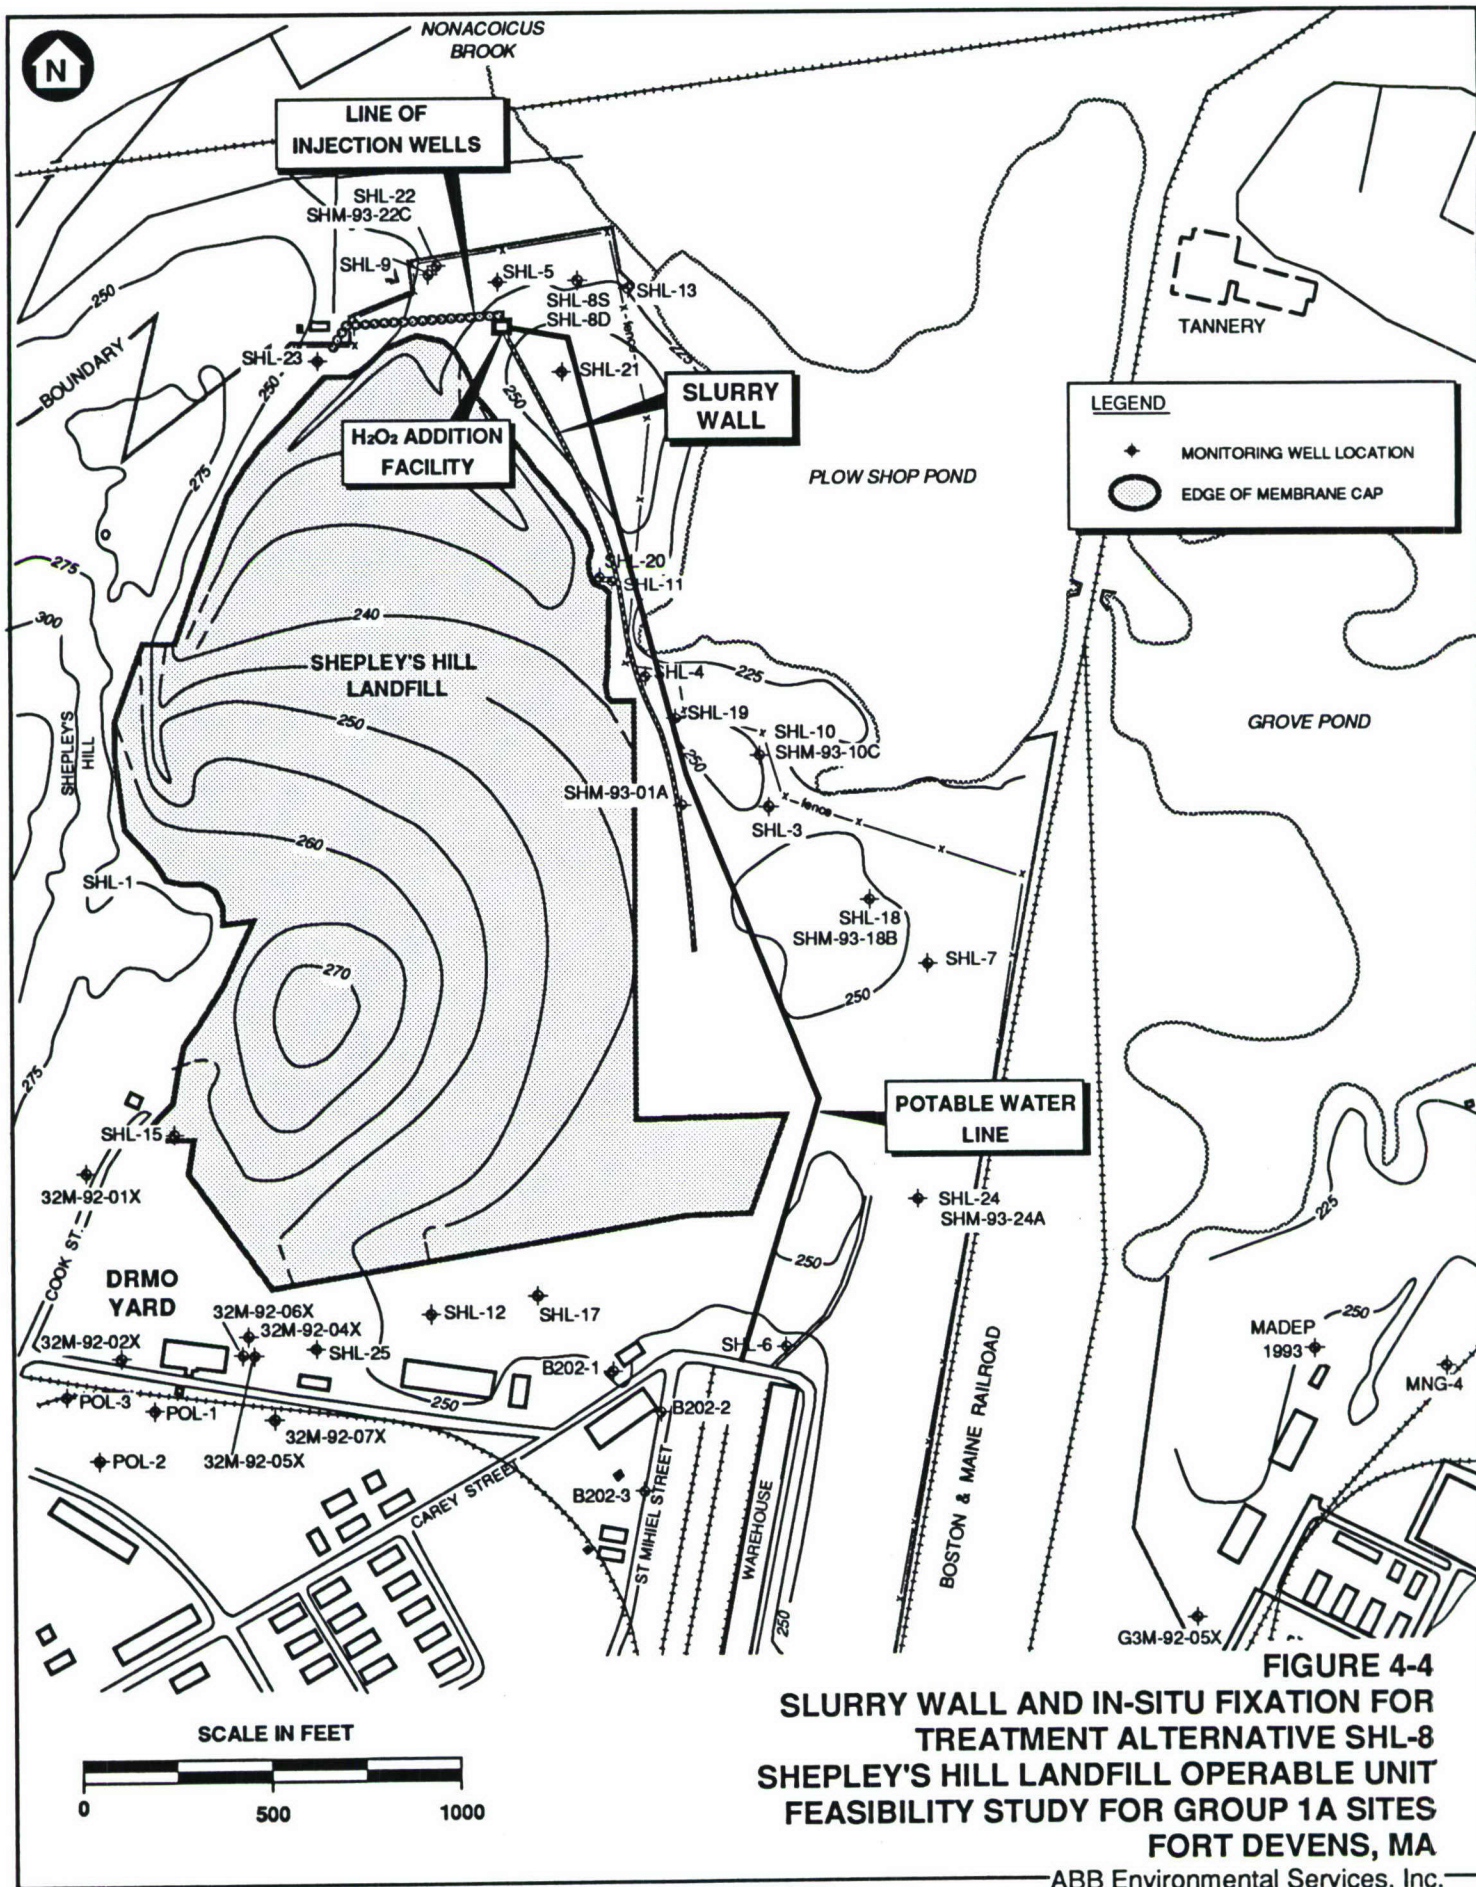 N
NONACOICUS
BROOK
LINE OF
INJECTION WELLS
SHL-22
SHM-93-22C
SHL-9
SHL-5
SHL-8S
SHL-8D
SHL-13
250
fence
225
TANNERY
BOUNDARY
SHL-23
250
SHL-21
250
SLURRY
WALL
H2O2 ADDITION
FACILITY
LEGEND
MONITORING WELL LOCATION
EDGE OF MEMBRANE CAP
275
PLOW SHOP POND
275
300
SHL-20
SHL-11
240
SHEPLEY'S HILL
LANDFILL
SHL-4
225
SHEPLEY'S
HILL
250
SHL-19
SHL-10
SHM-93-10C
GROVE POND
250
SHM-93-01A
fence
SHL-3
260
SHL-1
SHL-18
SHM-93-18B
SHL-7
270
250
275
POTABLE WATER
LINE
SHL-15
32M-92-01X
SHL-24
SHM-93-24A
225
COOK ST.
250
DRMO
YARD
32M-92-06X
32M-92-04X
SHL-12
SHL-17
250
MADEP
1993
32M-92-02X
SHL-25
SHL-6
B202-1
MNG-4
POL-3
POL-1
250
B202-2
32M-92-07X
POL-2
32M-92-05X
CAREY STREET
B202-3
ST MIHIEL STREET
WAREHOUSE
BOSTON & MAINE RAILROAD
250
G3M-92-05X
SCALE IN FEET
0
500
1000
FIGURE 4-4
SLURRY WALL AND IN-SITU FIXATION FOR
TREATMENT ALTERNATIVE SHL-8
SHEPLEY'S HILL LANDFILL OPERABLE UNIT
FEASIBILITY STUDY FOR GROUP 1A SITES
FORT DEVENS, MA
ABB Environmental Services, Inc.